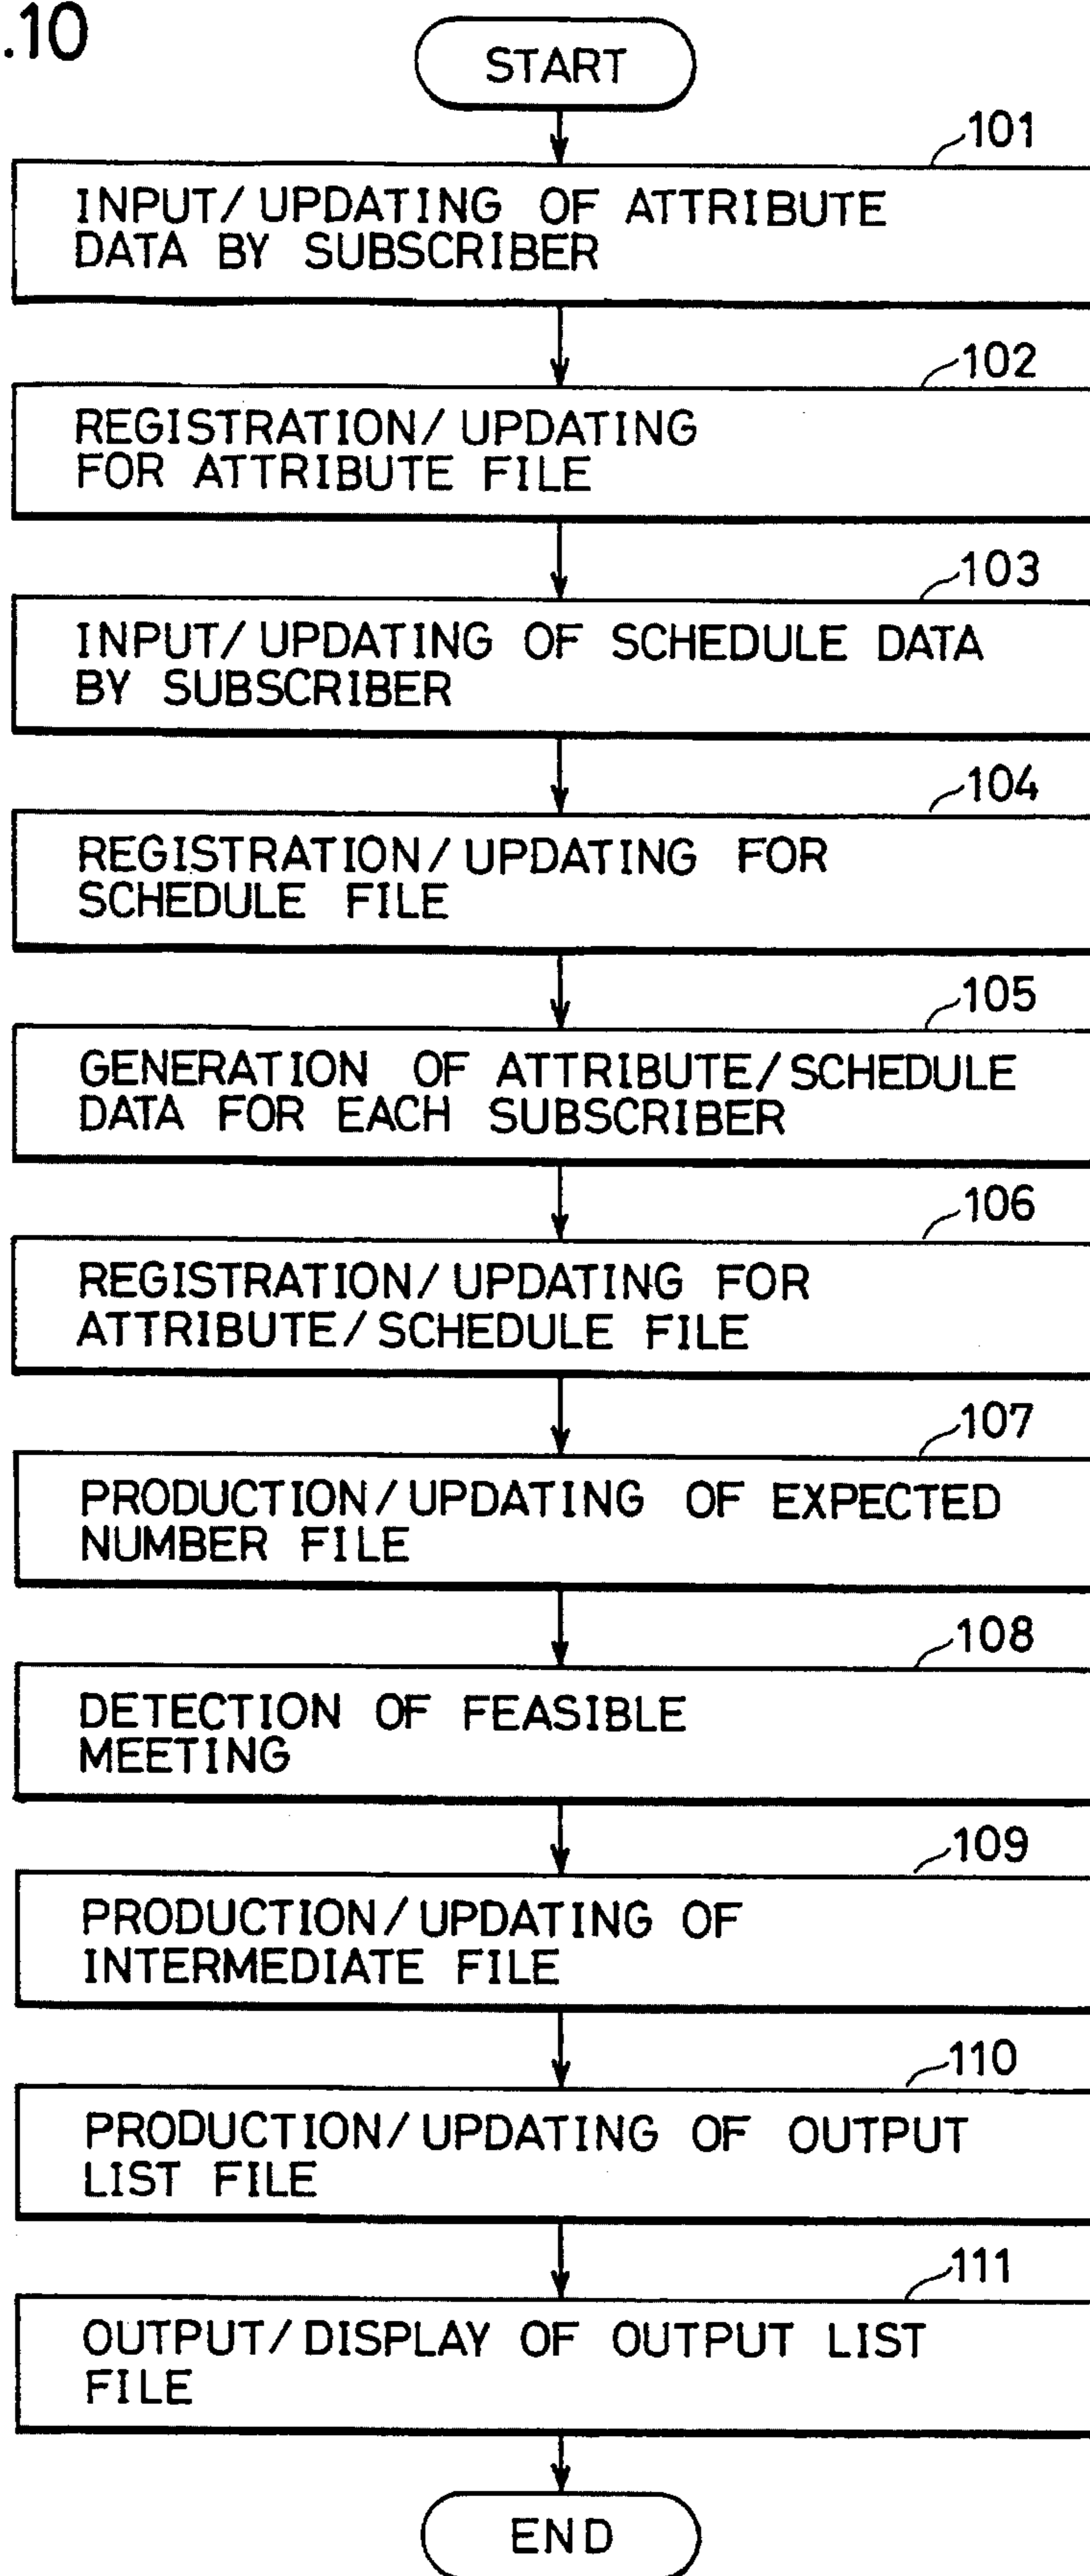 .10
START
101
INPUT/UPDATING OF ATTRIBUTE
DATA BY SUBSCRIBER
102
REGISTRATION/UPDATING
FOR ATTRIBUTE FILE
103
INPUT/UPDATING OF SCHEDULE DATA
BY SUBSCRIBER
104
REGISTRATION/UPDATING FOR
SCHEDULE FILE
105
GENERATION OF ATTRIBUTE/SCHEDULE
DATA FOR EACH SUBSCRIBER
106
REGISTRATION/UPDATING FOR
ATTRIBUTE/SCHEDULE FILE
107
PRODUCTION/UPDATING OF EXPECTED
NUMBER FILE
108
DETECTION OF FEASIBLE
MEETING
109
PRODUCTION/UPDATING OF
INTERMEDIATE FILE
110
PRODUCTION/UPDATING OF OUTPUT
LIST FILE
111
OUTPUT/DISPLAY OF OUTPUT LIST
FILE
END